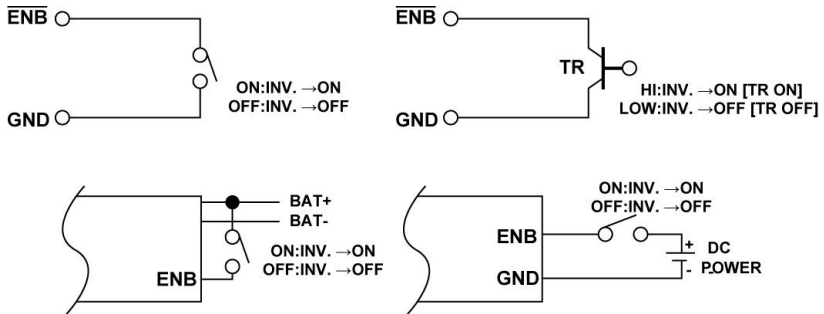 ENB
ON:INV. →ON
OFF:INV. →OFF
GND
ENB
TR
HI:INV. →ON [TR ON]
LOW:INV. →OFF [TR OFF]
GND
BAT+
BAT-
ON:INV. →ON
OFF:INV. →OFF
ENB
ON:INV. →ON
OFF:INV. →OFF
ENB
+ DC
- POWER
GND